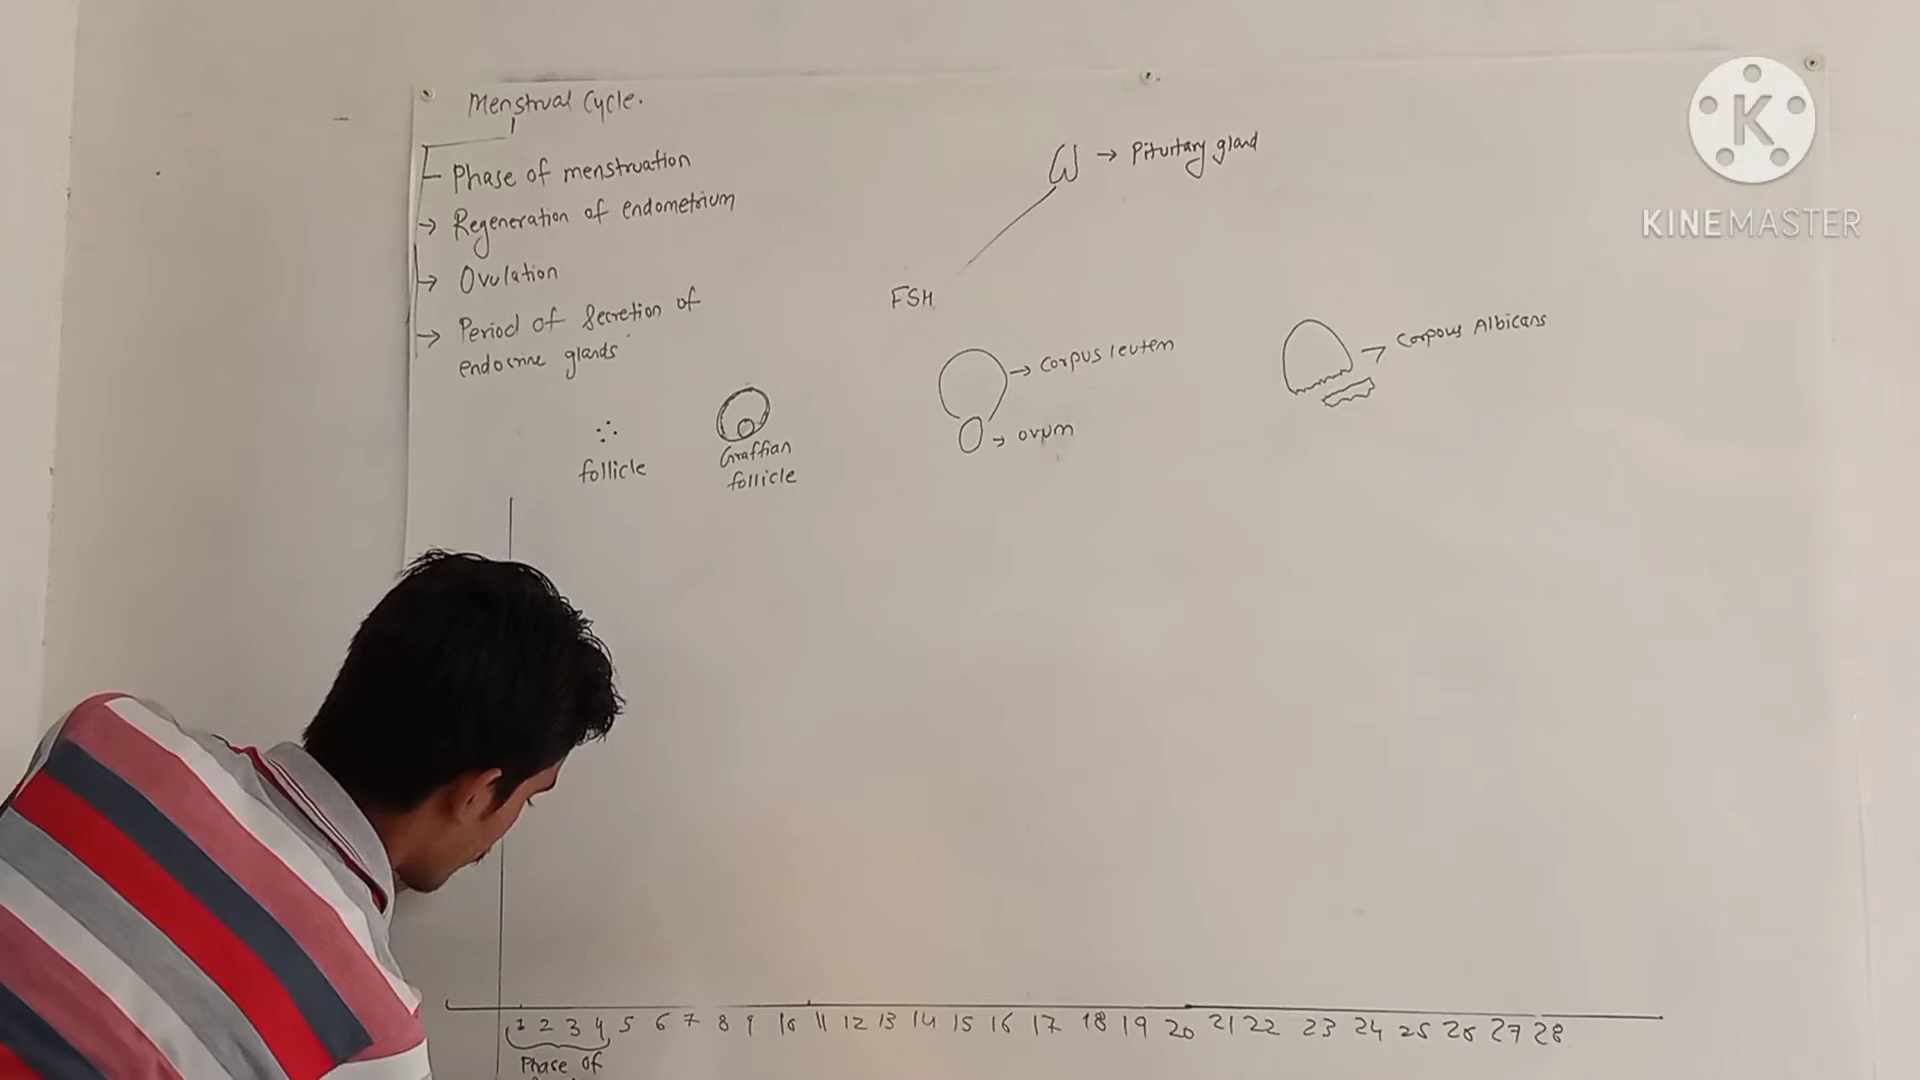 Menstrual Cycle.
Phase of menstruation
→ Regeneration of endometrium
→ Ovulation
→ Period of secretion of
endocrine glands
→ Pituitary gland
FSH
→ corpus leutem
→ ovum
→ corpous Albicans
follicle
Graffian
follicle
1 2 3 4 5 6 7 8 9 10 11 12 13 14 15 16 17 18 19 20 21 22 23 24 25 26 27 28
Phase of
K
KINEMASTER